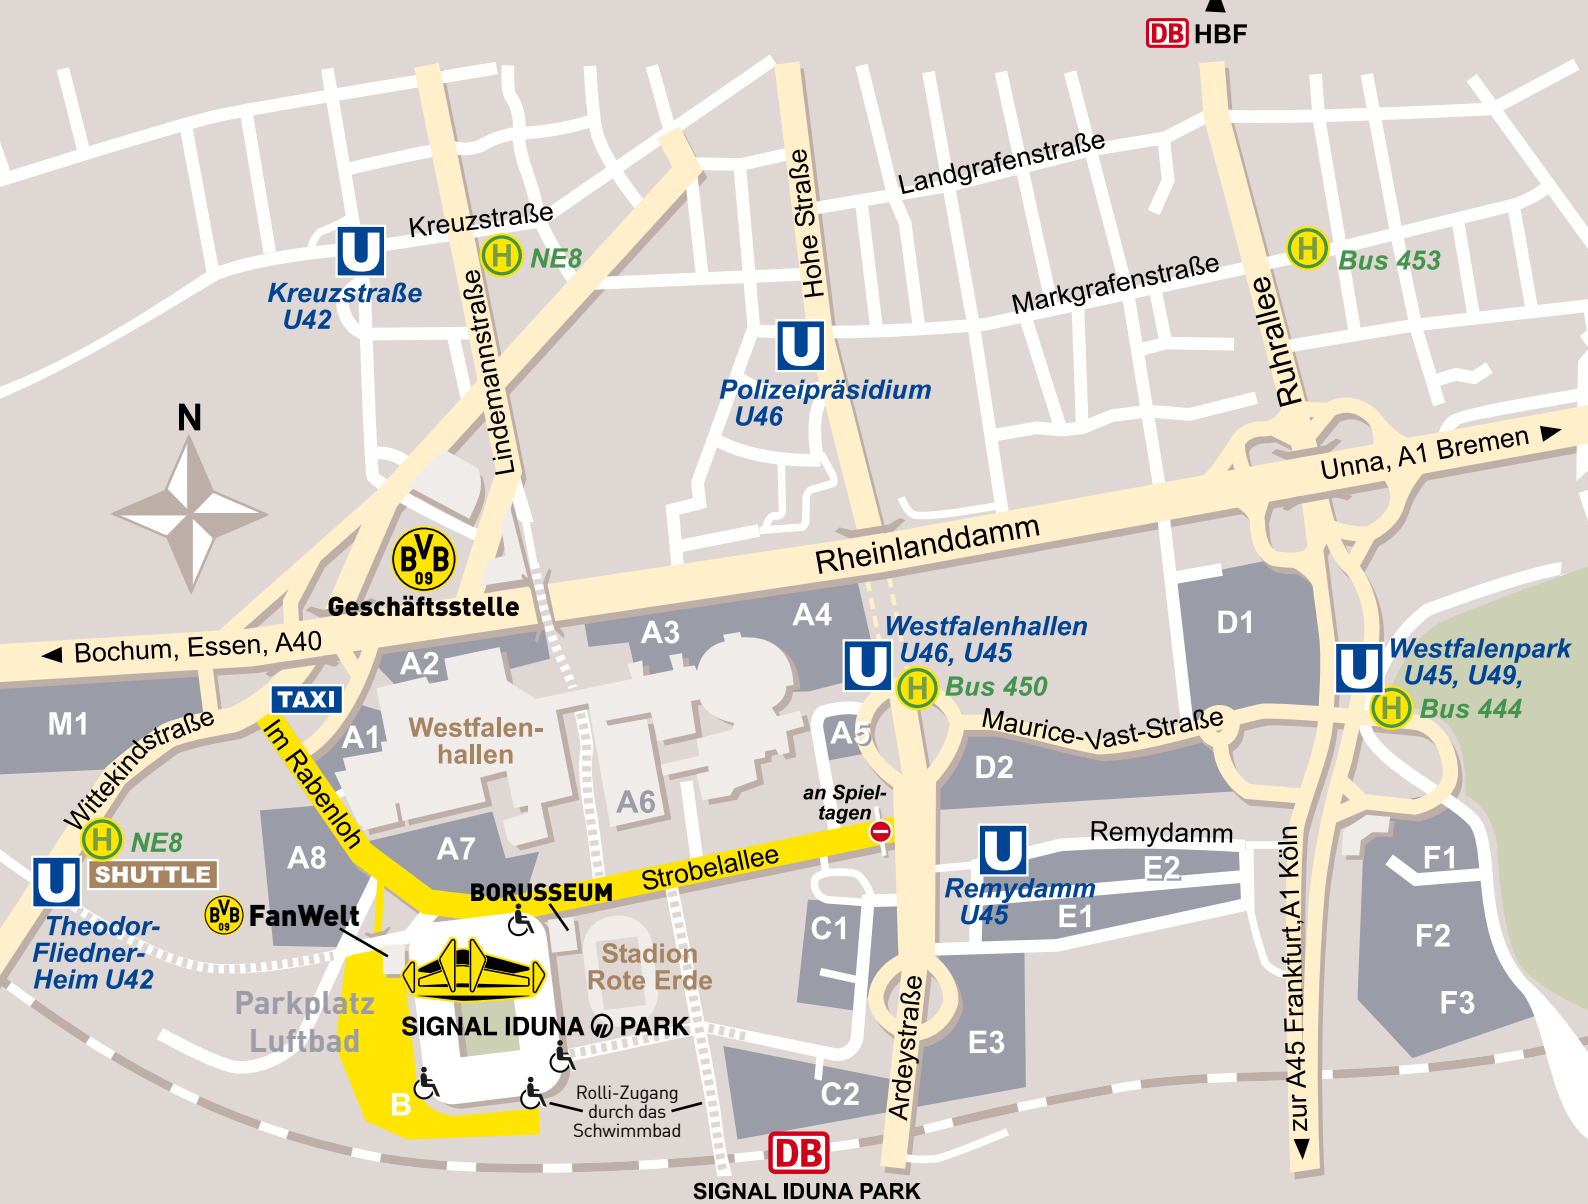 DB HBF
Landgrafenstraße
Hohe Straße
Kreuzstraße
U
H NE8
Kreuzstraße
U42
Lindemannstraße
H Bus 453
Markgrafenstraße
Ruhrallee
U
Polizeipräsidium
U46
N
Unna, A1 Bremen
Rheinlanddamm
BVB
09
Geschäftsstelle
Bochum, Essen, A40
A2
A3
A4
D1
U
Westfalenhallen
U46, U45
H Bus 450
U
Westfalenpark
U45, U49,
H Bus 444
TAXI
M1
Wittekindstraße
Im Rabenloh
A1
Westfalen-
hallen
A5
Maurice-Vast-Straße
D2
A6
an Spiel-
tagen
H NE8
SHUTTLE
U
Theodor-
Fliedner-
Heim U42
A8
A7
Strobelallee
U
Remydamm
U45
Remydamm
E2
E1
F1
F2
F3
BVB
09
FanWelt
BORUSSEUM
Stadion
Rote Erde
C1
Parkplatz
Luftbad
SIGNAL IDUNA PARK
E3
Ardeystraße
zur A45 Frankfurt,A1 Köln
B
Rolli-Zugang
durch das
Schwimmbad
C2
DB
SIGNAL IDUNA PARK